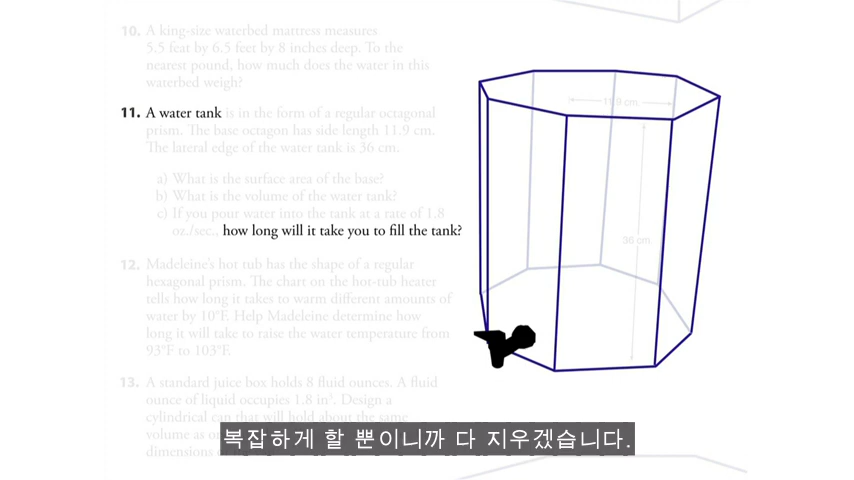 10. A king-size waterbed mattress measures
5.5 feat by 6.5 feet by 8 inches deep. To the
nearest pound, how much does the water in this
waterbed weigh?
11. A water tank is in the form of a regular octagonal
prism. The base octagon has side length 11.9 cm.
The lateral edge of the water tank is 36 cm.
a) What is the surface area of the base?
b) What is the volume of the water tank?
c) If you pour water into the tank at a rate of 1.8
oz./sec., how long will it take you to fill the tank?
12. Madeleine's hot tub has the shape of a regular
hexagonal prism. The chart on the hot-tub heater
tells how long it takes to warm different amounts of
water by 10°F. Help Madeleine determine how
long it will take to raise the water temperature from
93°F to 103°F.
13. A standard juice box holds 8 fluid ounces. A fluid
ounce of liquid occupies 1.8 in³. Design a
cylindrical can that will hold about the same
volume as
dimensions
11.9 cm.
36 cm.
복잡하게 할 뿐이니까 다 지우겠습니다.